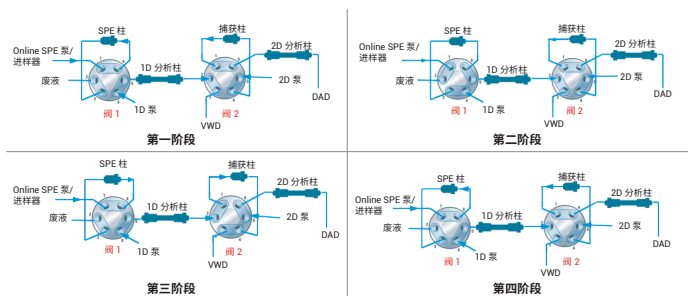 SPE 柱
Online SPE 泵/
进样器
废液
1D 分析柱
1D 泵
阀 1
捕获柱
2D 分析柱
2D 泵
DAD
阀 2
VWD
第一阶段
SPE 柱
Online SPE 泵/
进样器
废液
1D 分析柱
1D 泵
阀 1
捕获柱
2D 分析柱
2D 泵
DAD
阀 2
VWD
第二阶段
SPE 柱
Online SPE 泵/
进样器
废液
1D 分析柱
1D 泵
阀 1
捕获柱
2D 分析柱
2D 泵
DAD
阀 2
VWD
第三阶段
SPE 柱
Online SPE 泵/
进样器
废液
1D 分析柱
1D 泵
阀 1
捕获柱
2D 分析柱
2D 泵
DAD
阀 2
VWD
第四阶段